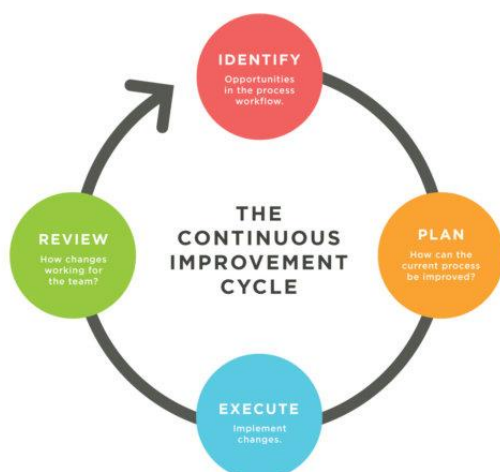 IDENTIFY
Opportunities
in the process
workflow.
PLAN
How can the
current process
be improved?
EXECUTE
Implement
changes.
REVIEW
How changes
working for
the team?
THE
CONTINUOUS
IMPROVEMENT
CYCLE